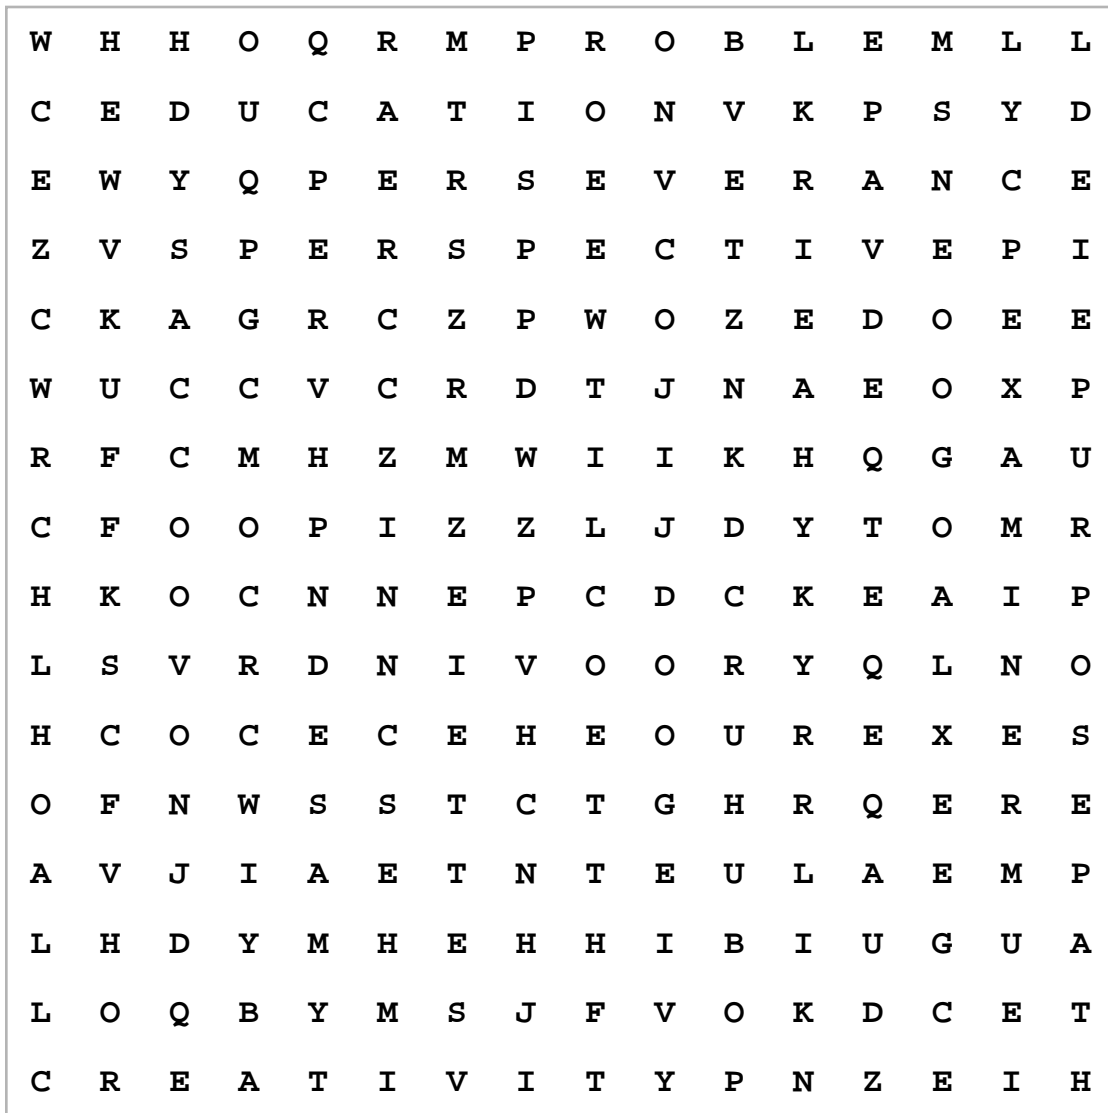 W H H O Q R M P R O B L E M L L
C E D U C A T I O N V K P S Y D
E W Y Q P E R S E V E R A N C E
Z V S P E R S P E C T I V E P I
C K A G R C Z P W O Z E D O E E
W U C C V C R D T J N A E O X P
R F C M H Z M W I I K H Q G A U
C F O O P I Z Z L J D Y T O M R
H K O C N N E P C D C K E A I P
L S V R D N I V O O R Y Q L N O
H C O C E C E H E O U R E X E S
O F N W S S T C T G H R Q E R E
A V J I A E T N T E U L A E M P
L H D Y M H E H H I B I U G U A
L O Q B Y M S J F V O K D C E T
C R E A T I V I T Y P N Z E I H